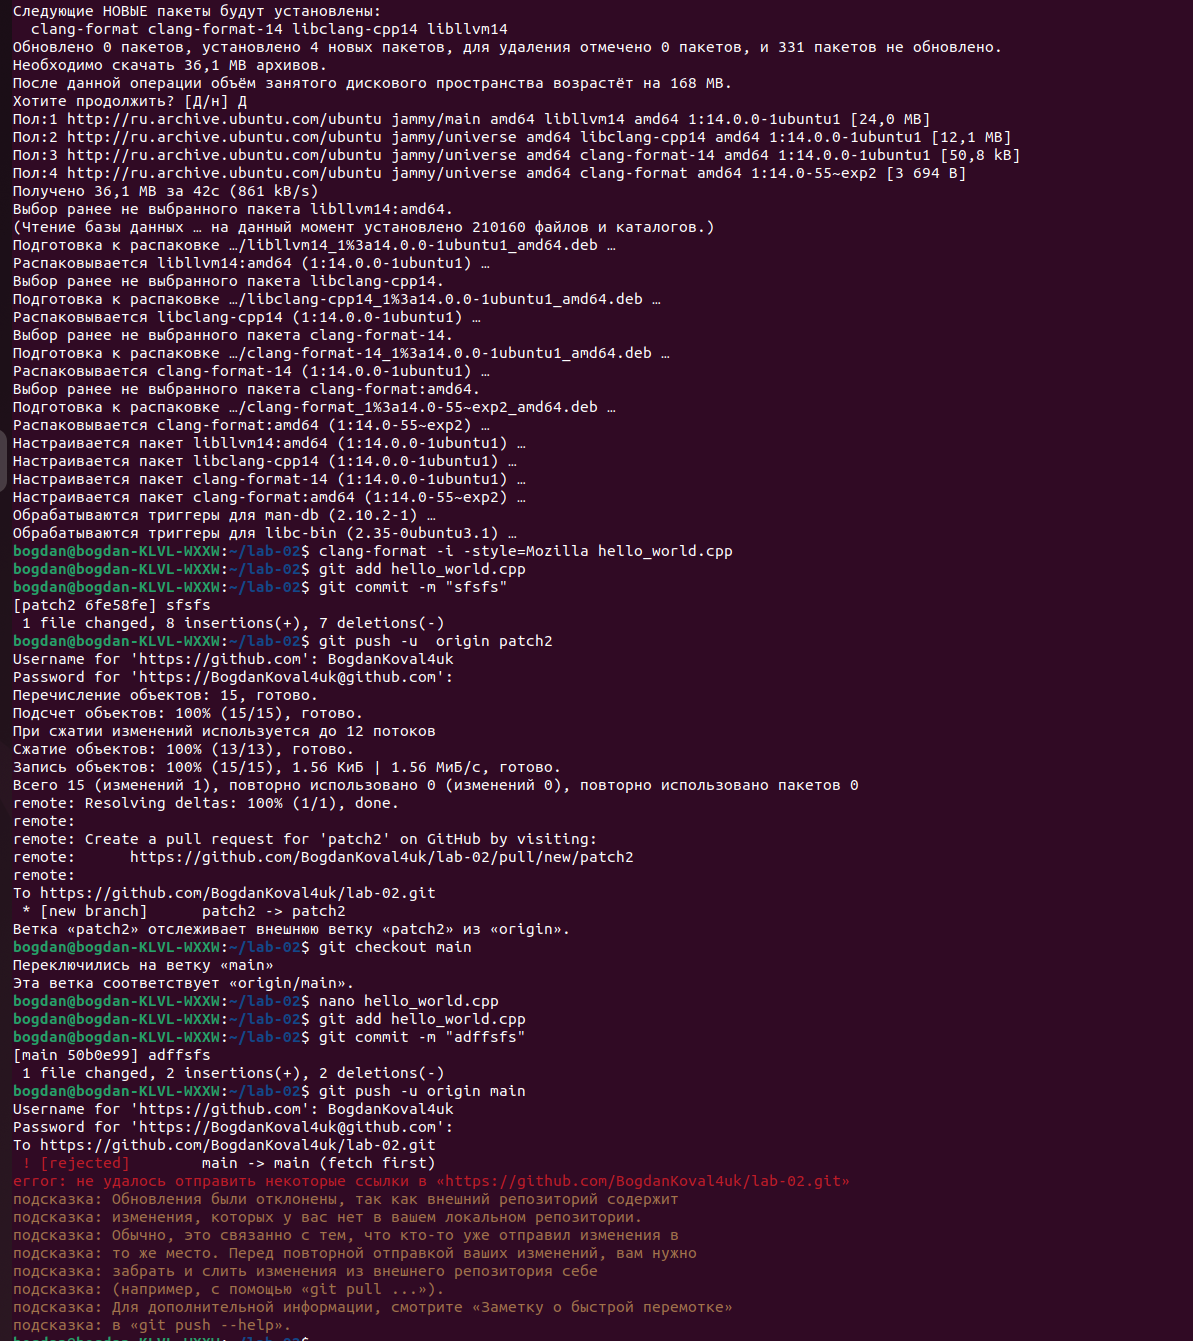 Следующие НОВЫЕ пакеты будут установлены:
  clang-format clang-format-14 libclang-cpp14 libllvm14
Обновлено 0 пакетов, установлено 4 новых пакетов, для удаления отмечено 0 пакетов, и 331 пакетов не обновлено.
Необходимо скачать 36,1 MB архивов.
После данной операции объём занятого дискового пространства возрастёт на 168 MB.
Хотите продолжить? [Д/н] Д
Пол:1 http://ru.archive.ubuntu.com/ubuntu jammy/main amd64 libllvm14 amd64 1:14.0.0-1ubuntu1 [24,0 MB]
Пол:2 http://ru.archive.ubuntu.com/ubuntu jammy/universe amd64 libclang-cpp14 amd64 1:14.0.0-1ubuntu1 [12,1 MB]
Пол:3 http://ru.archive.ubuntu.com/ubuntu jammy/universe amd64 clang-format-14 amd64 1:14.0.0-1ubuntu1 [50,8 kB]
Пол:4 http://ru.archive.ubuntu.com/ubuntu jammy/universe amd64 clang-format amd64 1:14.0-55~exp2 [3 694 B]
Получено 36,1 MB за 42с (861 kB/s)
Выбор ранее не выбранного пакета libllvm14:amd64.
(Чтение базы данных … на данный момент установлено 210160 файлов и каталогов.)
Подготовка к распаковке …/libllvm14_1%3a14.0.0-1ubuntu1_amd64.deb …
Распаковывается libllvm14:amd64 (1:14.0.0-1ubuntu1) …
Выбор ранее не выбранного пакета libclang-cpp14.
Подготовка к распаковке …/libclang-cpp14_1%3a14.0.0-1ubuntu1_amd64.deb …
Распаковывается libclang-cpp14 (1:14.0.0-1ubuntu1) …
Выбор ранее не выбранного пакета clang-format-14.
Подготовка к распаковке …/clang-format-14_1%3a14.0.0-1ubuntu1_amd64.deb …
Распаковывается clang-format-14 (1:14.0.0-1ubuntu1) …
Выбор ранее не выбранного пакета clang-format:amd64.
Подготовка к распаковке …/clang-format_1%3a14.0-55~exp2_amd64.deb …
Распаковывается clang-format:amd64 (1:14.0-55~exp2) …
Настраивается пакет libllvm14:amd64 (1:14.0.0-1ubuntu1) …
Настраивается пакет libclang-cpp14 (1:14.0.0-1ubuntu1) …
Настраивается пакет clang-format-14 (1:14.0.0-1ubuntu1) …
Настраивается пакет clang-format:amd64 (1:14.0-55~exp2) …
Обрабатываются триггеры для man-db (2.10.2-1) …
Обрабатываются триггеры для libc-bin (2.35-0ubuntu3.1) …
bogdan@bogdan-KLVL-WXXW:~/lab-02$ clang-format -i -style=Mozilla hello_world.cpp
bogdan@bogdan-KLVL-WXXW:~/lab-02$ git add hello_world.cpp
bogdan@bogdan-KLVL-WXXW:~/lab-02$ git commit -m "sfsfs"
[patch2 6fe58fe] sfsfs
 1 file changed, 8 insertions(+), 7 deletions(-)
bogdan@bogdan-KLVL-WXXW:~/lab-02$ git push -u  origin patch2
Username for 'https://github.com': BogdanKoval4uk
Password for 'https://BogdanKoval4uk@github.com':
Перечисление объектов: 15, готово.
Подсчет объектов: 100% (15/15), готово.
При сжатии изменений используется до 12 потоков
Сжатие объектов: 100% (13/13), готово.
Запись объектов: 100% (15/15), 1.56 КиБ | 1.56 МиБ/с, готово.
Всего 15 (изменений 1), повторно использовано 0 (изменений 0), повторно использовано пакетов 0
remote: Resolving deltas: 100% (1/1), done.
remote:
remote: Create a pull request for 'patch2' on GitHub by visiting:
remote:      https://github.com/BogdanKoval4uk/lab-02/pull/new/patch2
remote:
To https://github.com/BogdanKoval4uk/lab-02.git
 * [new branch]      patch2 -> patch2
Ветка «patch2» отслеживает внешнюю ветку «patch2» из «origin».
bogdan@bogdan-KLVL-WXXW:~/lab-02$ git checkout main
Переключились на ветку «main»
Эта ветка соответствует «origin/main».
bogdan@bogdan-KLVL-WXXW:~/lab-02$ nano hello_world.cpp
bogdan@bogdan-KLVL-WXXW:~/lab-02$ git add hello_world.cpp
bogdan@bogdan-KLVL-WXXW:~/lab-02$ git commit -m "adffsfs"
[main 50b0e99] adffsfs
 1 file changed, 2 insertions(+), 2 deletions(-)
bogdan@bogdan-KLVL-WXXW:~/lab-02$ git push -u origin main
Username for 'https://github.com': BogdanKoval4uk
Password for 'https://BogdanKoval4uk@github.com':
To https://github.com/BogdanKoval4uk/lab-02.git
 ! [rejected]        main -> main (fetch first)
error: не удалось отправить некоторые ссылки в «https://github.com/BogdanKoval4uk/lab-02.git»
подсказка: Обновления были отклонены, так как внешний репозиторий содержит
подсказка: изменения, которых у вас нет в вашем локальном репозитории.
подсказка: Обычно, это связанно с тем, что кто-то уже отправил изменения в
подсказка: то же место. Перед повторной отправкой ваших изменений, вам нужно
подсказка: забрать и слить изменения из внешнего репозитория себе
подсказка: (например, с помощью «git pull ...»).
подсказка: Для дополнительной информации, смотрите «Заметку о быстрой перемотке»
подсказка: в «git push --help».